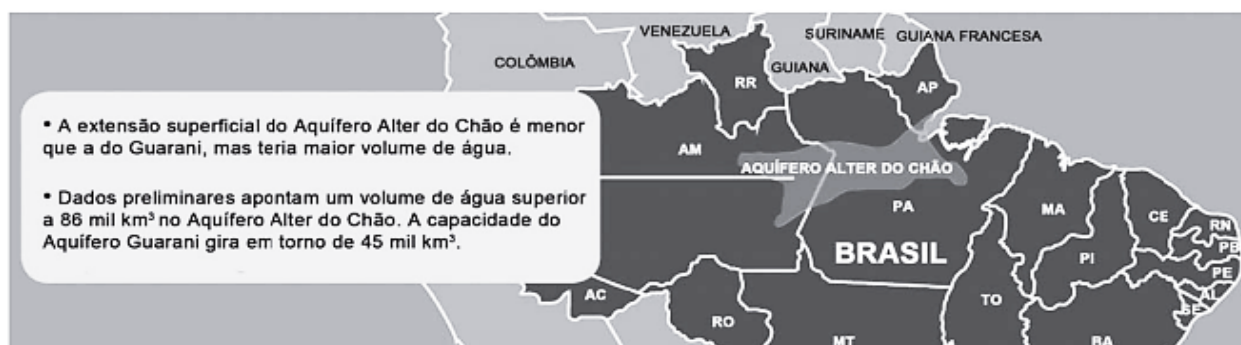 VENEZUELA
SURINAME
GUIANA FRANCESA
COLÔMBIA
GUIANA
RR
AP
• A extensão superficial do Aquífero Alter do Chão é menor
que a do Guarani, mas teria maior volume de água.
• Dados preliminares apontam um volume de água superior
a 86 mil km³ no Aquífero Alter do Chão. A capacidade do
Aquífero Guarani gira em torno de 45 mil km³.
AM
AQUÍFERO ALTER DO CHÃO
PA
MA
CE
RN
PB
BRASIL
PI
PE
AL
SE
AC
TO
RO
MT
BA